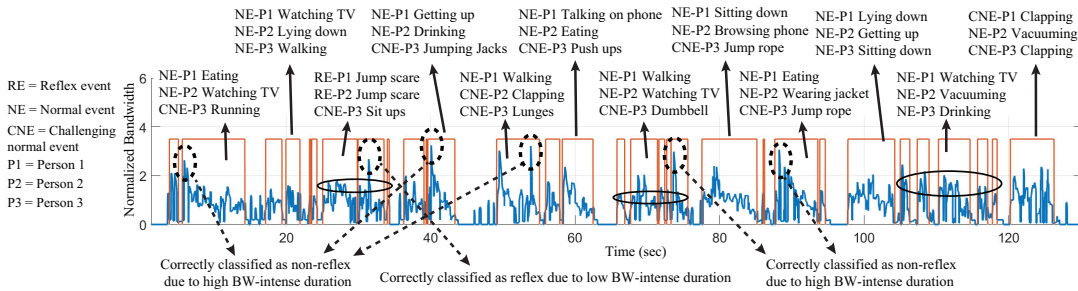 NE-P1 Watching TV
NE-P2 Lying down
NE-P3 Walking
NE-P1 Getting up
NE-P2 Drinking
CNE-P3 Jumping Jacks
NE-P1 Talking on phone
NE-P2 Eating
CNE-P3 Push ups
NE-P1 Sitting down
NE-P2 Browsing phone
CNE-P3 Jump rope
NE-P1 Lying down
NE-P2 Getting up
NE-P3 Sitting down
CNE-P1 Clapping
CNE-P2 Vacuuming
CNE-P3 Clapping
RE = Reflex event
NE = Normal event
CNE = Challenging
normal event
P1 = Person 1
P2 = Person 2
P3 = Person 3
NE-P1 Eating
NE-P2 Watching TV
CNE-P3 Running
RE-P1 Jump scare
RE-P2 Jump scare
CNE-P3 Sit ups
NE-P1 Walking
CNE-P2 Clapping
CNE-P3 Lunges
NE-P1 Walking
NE-P2 Watching TV
CNE-P3 Dumbbell
NE-P1 Eating
NE-P2 Wearing jacket
CNE-P3 Jump rope
NE-P1 Watching TV
NE-P2 Vacuuming
NE-P3 Drinking
Normalized Bandwidth
6
4
2
0
20 40 60 80 100 120
Time (sec)
Correctly classified as non-reflex
due to high BW-intense duration
Correctly classified as reflex due to low BW-intense duration
Correctly classified as non-reflex
due to high BW-intense duration